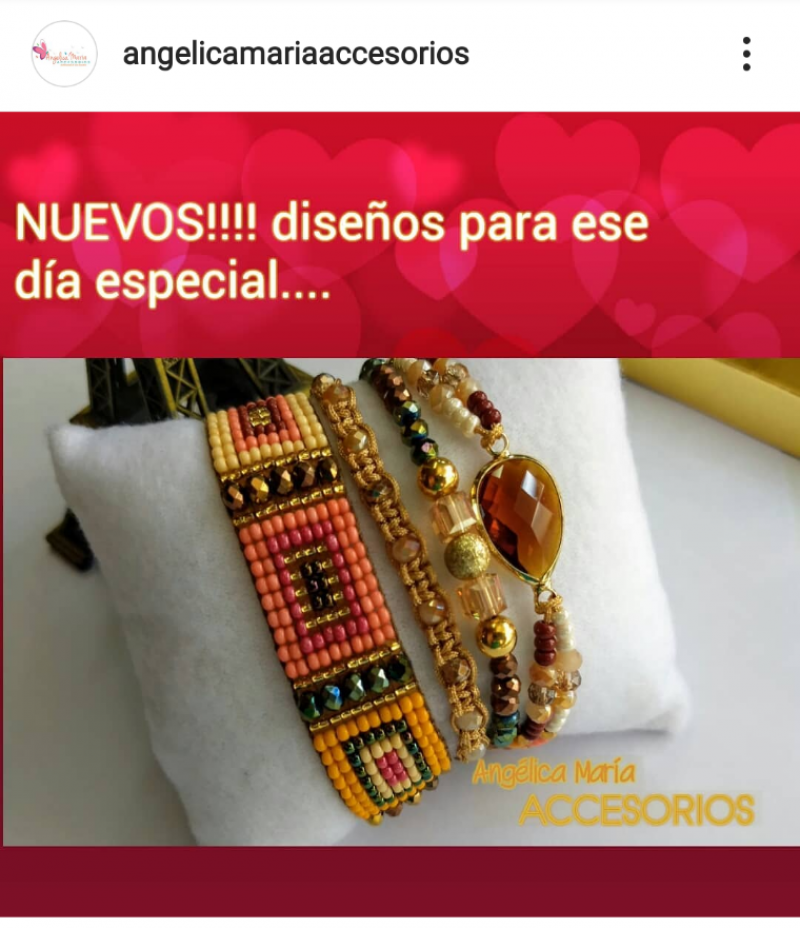 angelicamariaaccesorios
NUEVOS!!!! diseños para ese
día especial....
Angélica María
ACCESORIOS